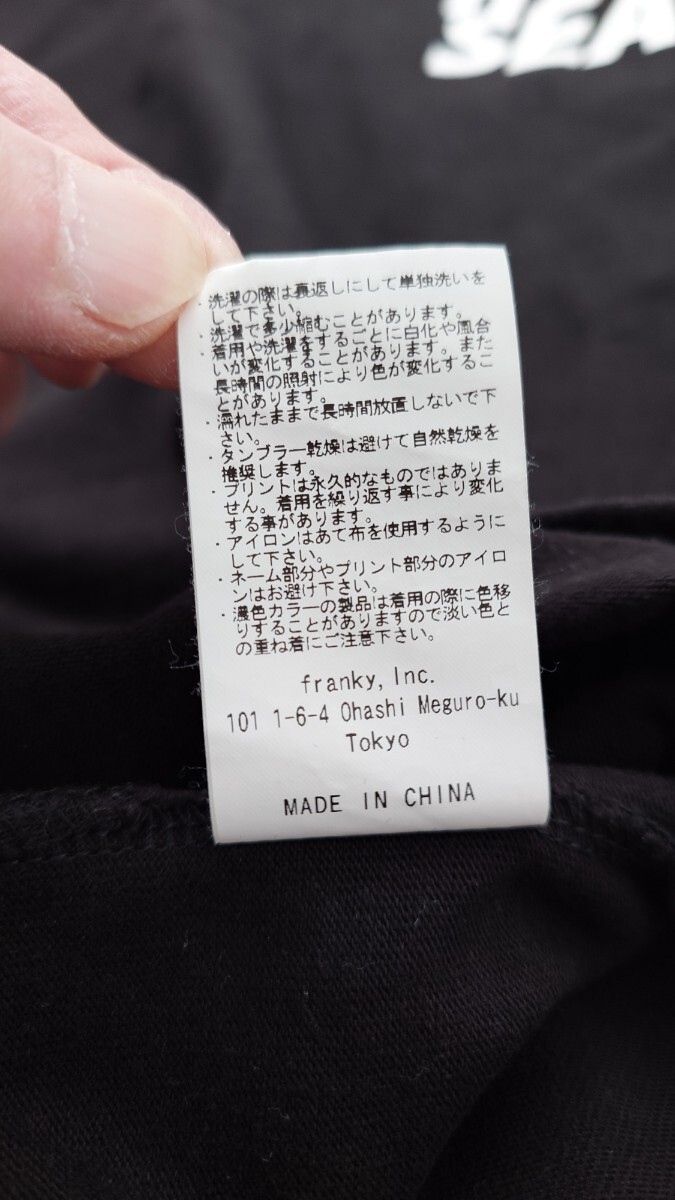 SEA
・洗濯の際は裏返しにして単独洗いを
して下さい。
・洗濯で多少縮むことがあります。
・着用や洗濯をするごとに白化や風合
いが変化することがあります。また
長時間の照射により色が変化するこ
とがあります。
・濡れたままで長時間放置しないで下
さい。
・タンブラー乾燥は避けて自然乾燥を
推奨します。
・プリントは永久的なものではありま
せん。着用を繰り返す事により変化
する事があります。
・アイロンはあて布を使用するように
して下さい。
・ネーム部分やプリント部分のアイロ
ンはお避け下さい。
・濃色カラーの製品は着用の際に色移
りすることがありますので淡い色と
の重ね着にご注意下さい。
franky, Inc.
101 1-6-4 Ohashi Meguro-ku
Tokyo
MADE IN CHINA